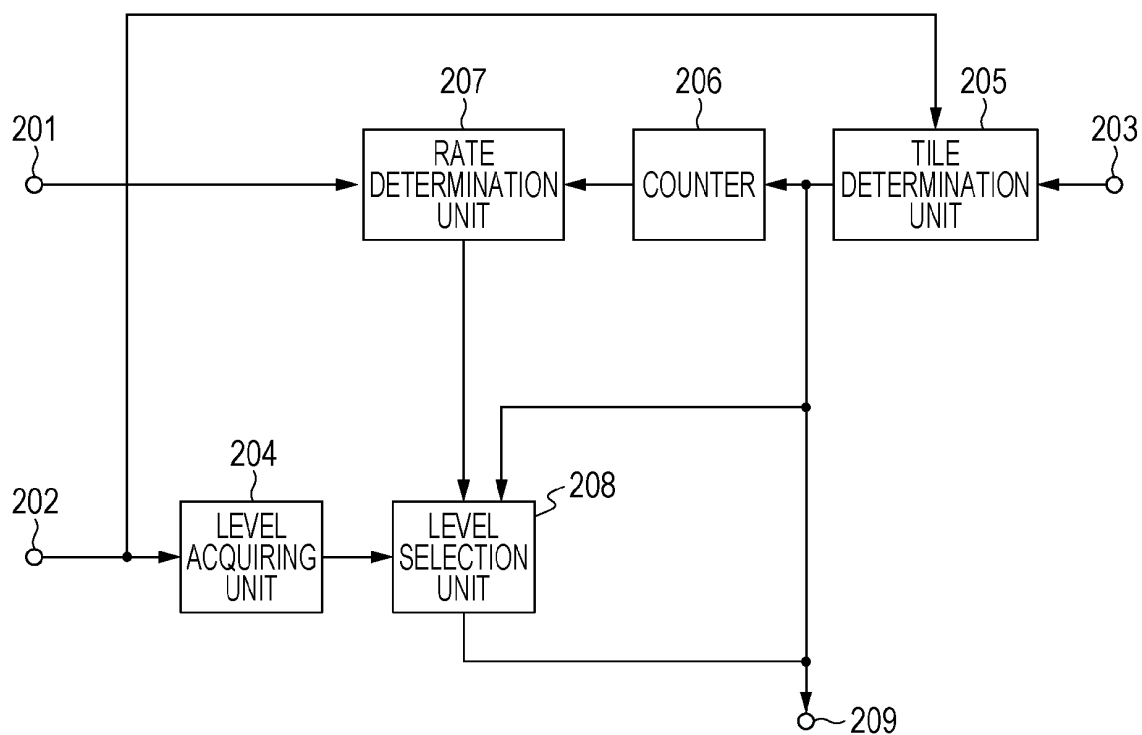 207
206
205
201
203
RATE
DETERMINATION
UNIT
COUNTER
TILE
DETERMINATION
UNIT
204
208
202
LEVEL
ACQUIRING
UNIT
LEVEL
SELECTION
UNIT
209